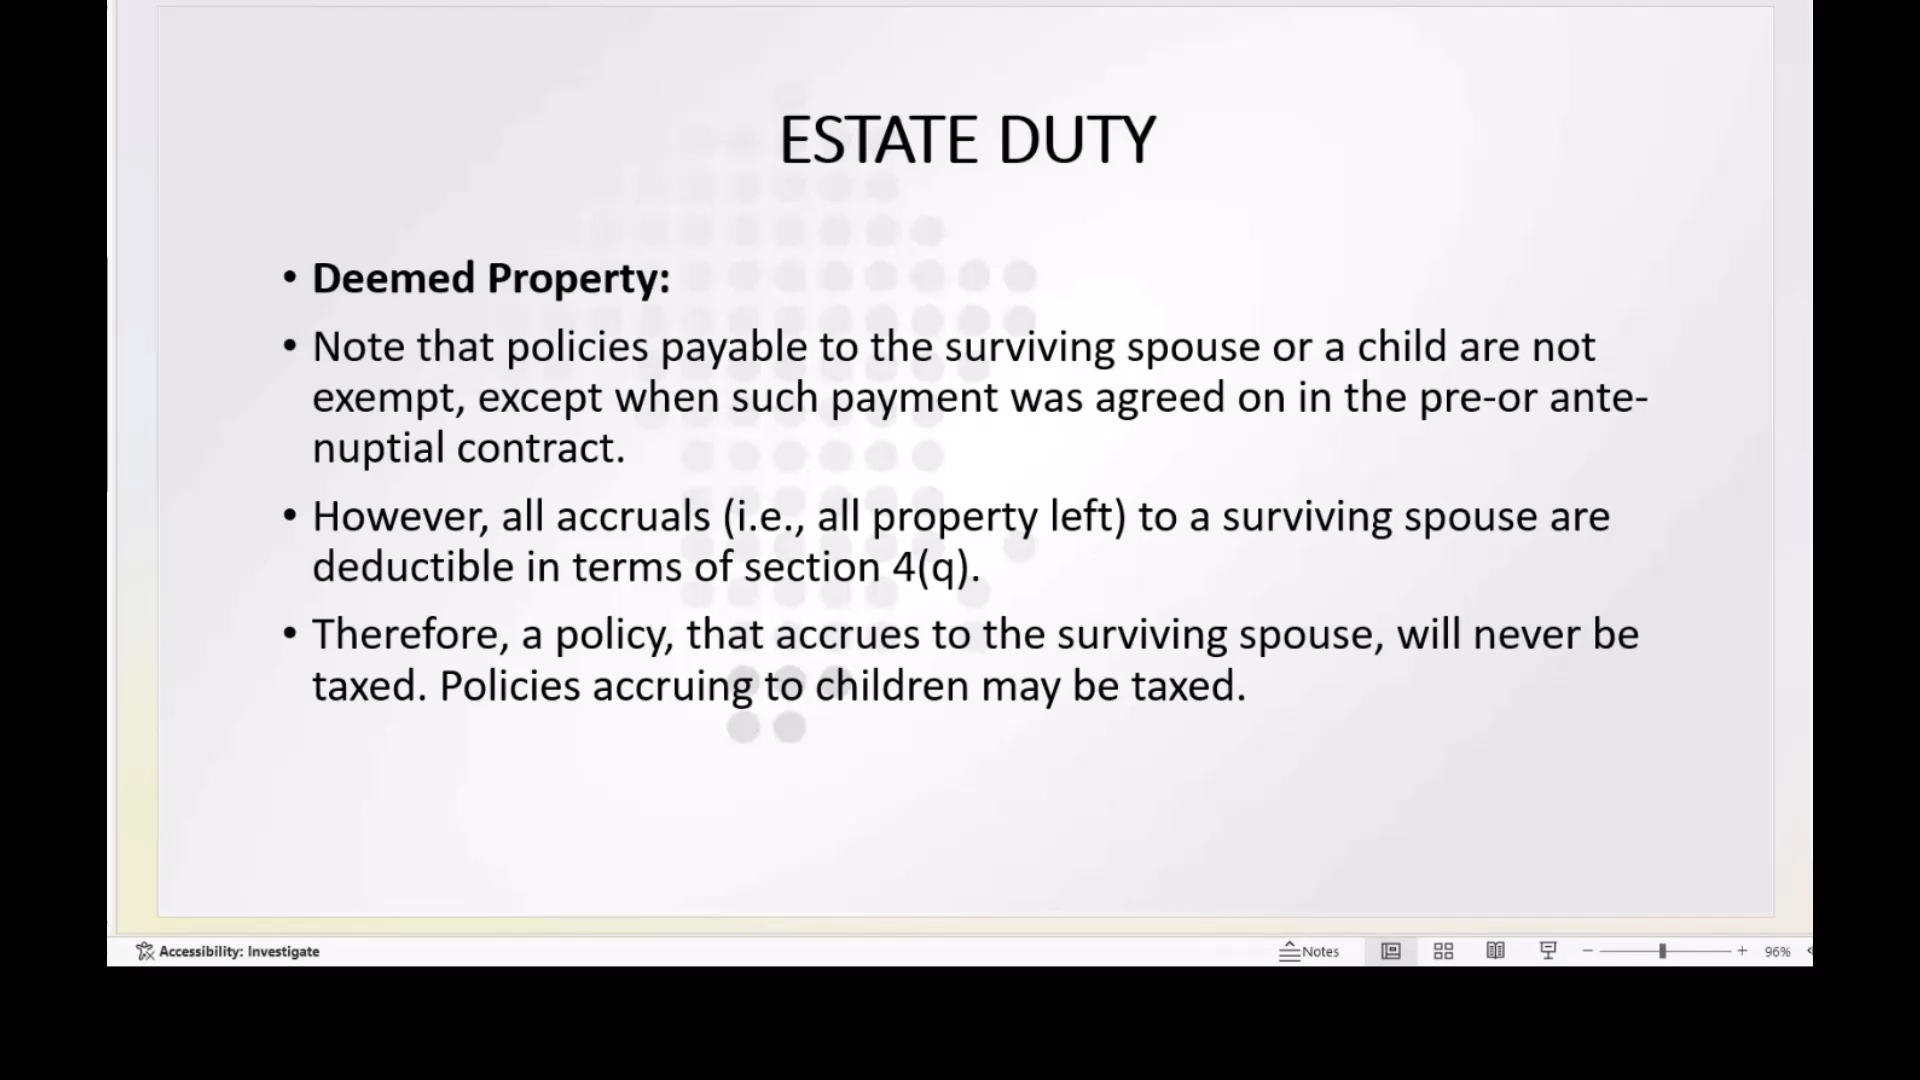 ESTATE DUTY
• Deemed Property:
• Note that policies payable to the surviving spouse or a child are not
exempt, except when such payment was agreed on in the pre-or ante-
nuptial contract.
• However, all accruals (i.e., all property left) to a surviving spouse are
deductible in terms of section 4(q).
• Therefore, a policy, that accrues to the surviving spouse, will never be
taxed. Policies accruing to children may be taxed.
Accessibility: Investigate
Notes
96%